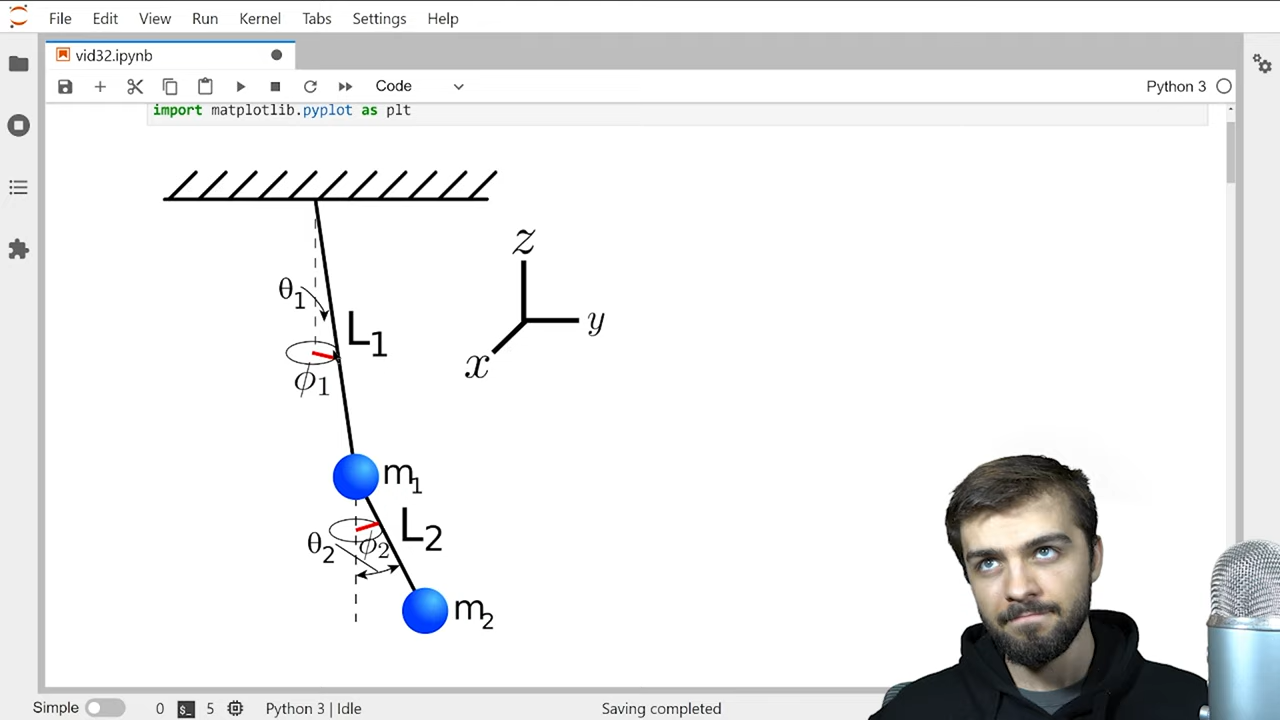 File Edit View Run Kernel Tabs Settings Help
vid32.ipynb
Code
Python 3
import matplotlib.pyplot as plt
z
θ1
y
L1
x
ϕ1
m1
L2
θ2
ϕ2
m2
Simple
0
$_
5
Python 3 | Idle
Saving completed